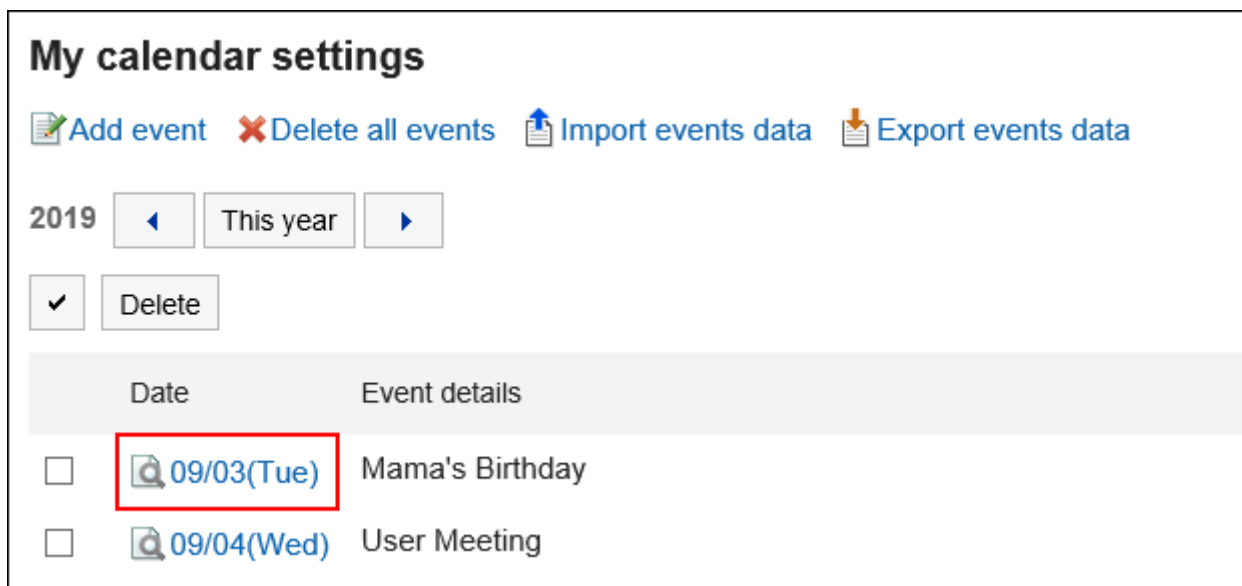 My calendar settings
Add event Delete all events Import events data Export events data
2019 This year
Delete
Date Event details
09/03(Tue) Mama's Birthday
09/04(Wed) User Meeting